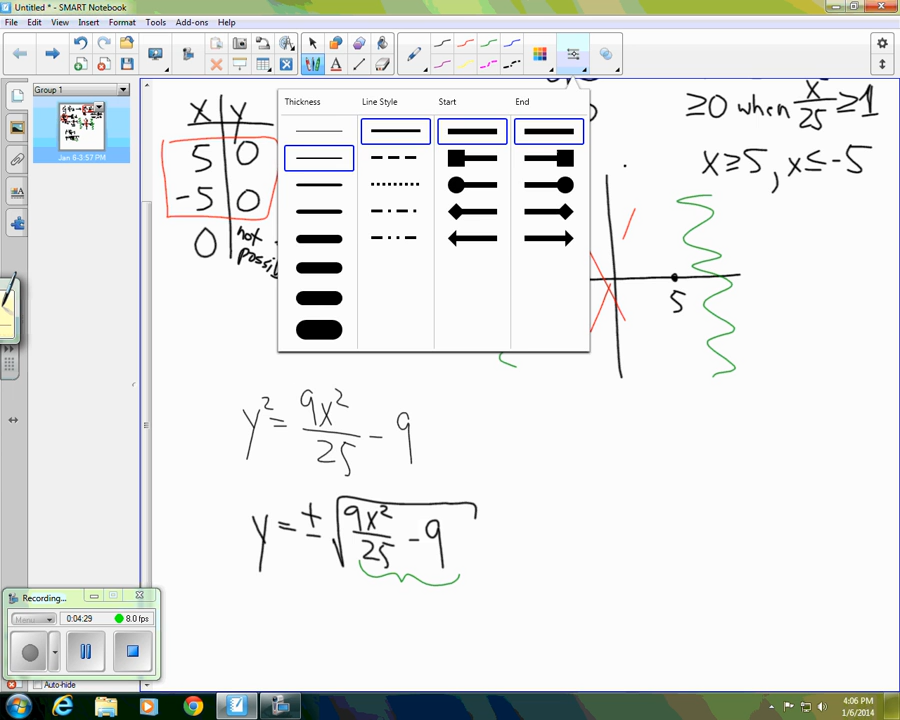 Untitled * - SMART Notebook
File Edit View Insert Format Tools Add-ons Help
Group 1
Jan 6-3:57 PM
Thickness Line Style Start End
x y
5 0
-5 0
0 not
≥0 when x²/25 ≥1
x≥5, x≤-5
5
y² = 9x²/25 - 9
y = ± √(9x²/25 - 9)
Recording...
Menu 0:04:29 8.0 fps
Auto-hide
4:06 PM
1/6/2014